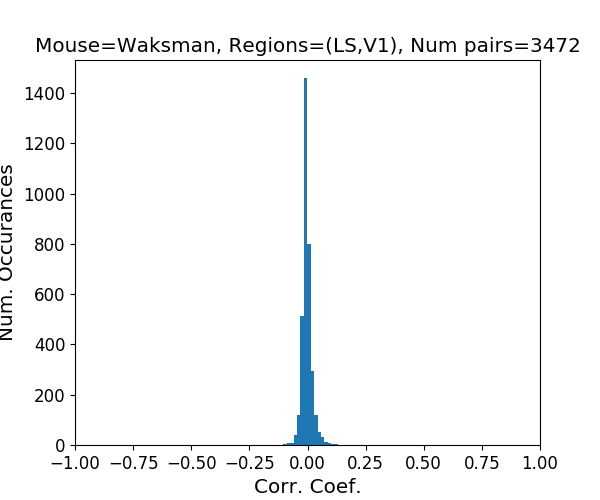 Mouse=Waksman, Regions=(LS,V1), Num pairs=3472
1400
1200
1000
800
600
400
200
0
Num. Occurances
−1.00 −0.75 −0.50 −0.25 0.00 0.25 0.50 0.75 1.00
Corr. Coef.